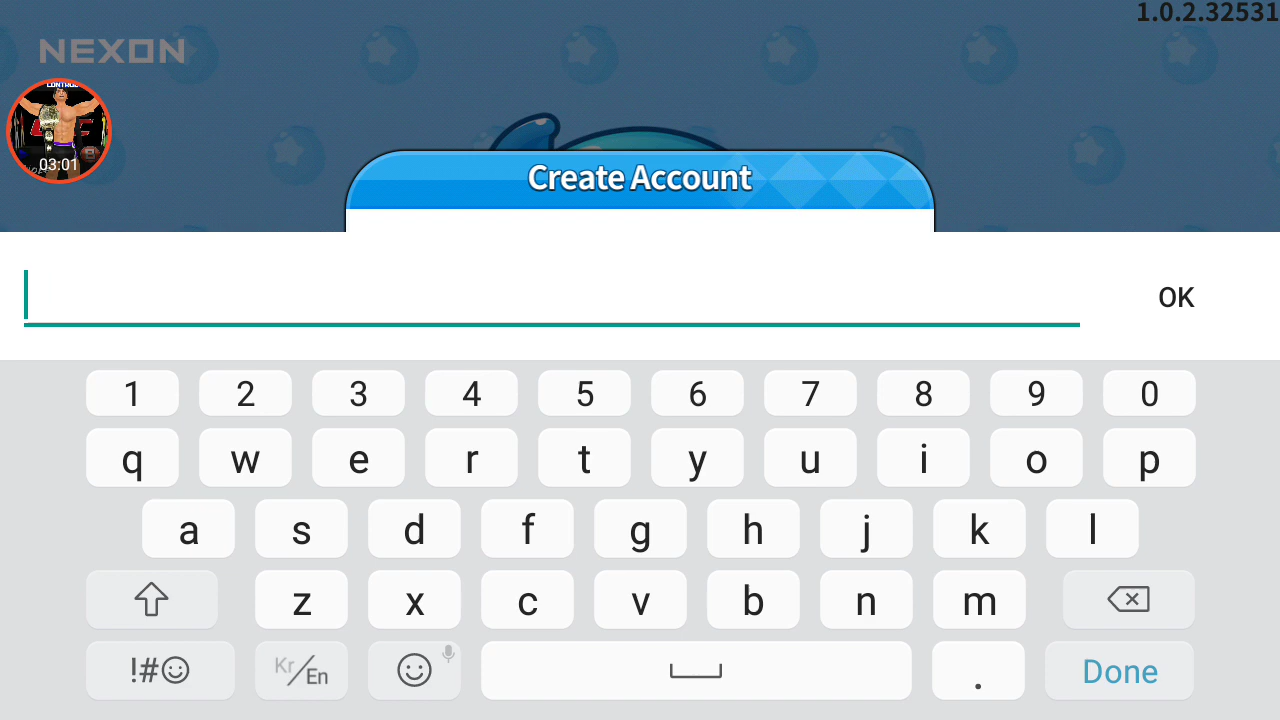 1.0.2.32531
NEXON
03:01
Create Account
OK
1 2 3 4 5 6 7 8 9 0
q w e r t y u i o p
a s d f g h j k l
z x c v b n m
!#☺ Kr/En .
Done